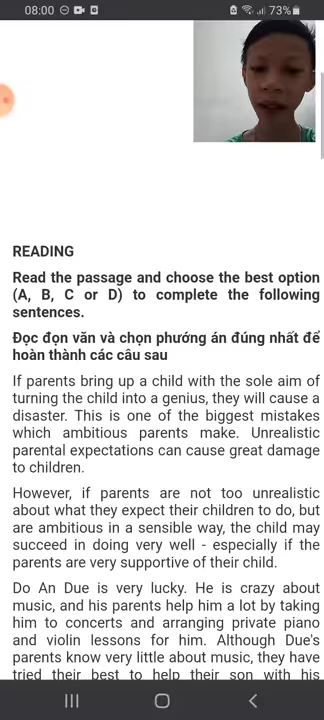 08:00 73%
READING
Read the passage and choose the best option
(A, B, C or D) to complete the following
sentences.
Đọc đọn văn và chọn phướng án đúng nhất để
hoàn thành các câu sau
If parents bring up a child with the sole aim of
turning the child into a genius, they will cause a
disaster. This is one of the biggest mistakes
which ambitious parents make. Unrealistic
parental expectations can cause great damage
to children.
However, if parents are not too unrealistic
about what they expect their children to do, but
are ambitious in a sensible way, the child may
succeed in doing very well - especially if the
parents are very supportive of their child.
Do An Due is very lucky. He is crazy about
music, and his parents help him a lot by taking
him to concerts and arranging private piano
and violin lessons for him. Although Due's
parents know very little about music, they have
tried their best to help their son with his